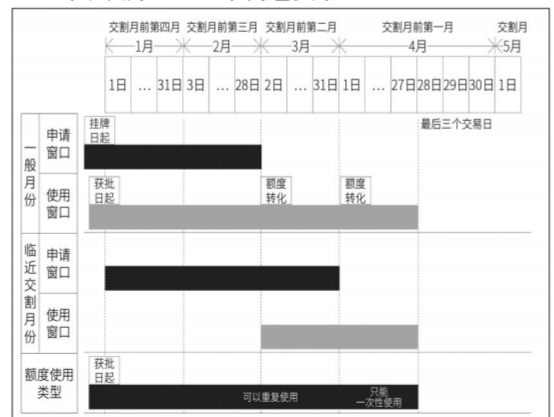 交割月前第四月 交割月前第三月 交割月前第二月 交割月前第一月 交割月
1月 2月 3月 4月 5月
1日 … 31日 3日 … 28日 2日 … 31日 1日 … 27日 28日 29日 30日 1日
最后三个交易日
一般月份
申请窗口
挂牌
日起
使用窗口
获批
日起
额度
转化
额度
转化
临近交割月份
申请
窗口
使用
窗口
额度使用
类型
获批
日起
可以重复使用
只能
一次性使用